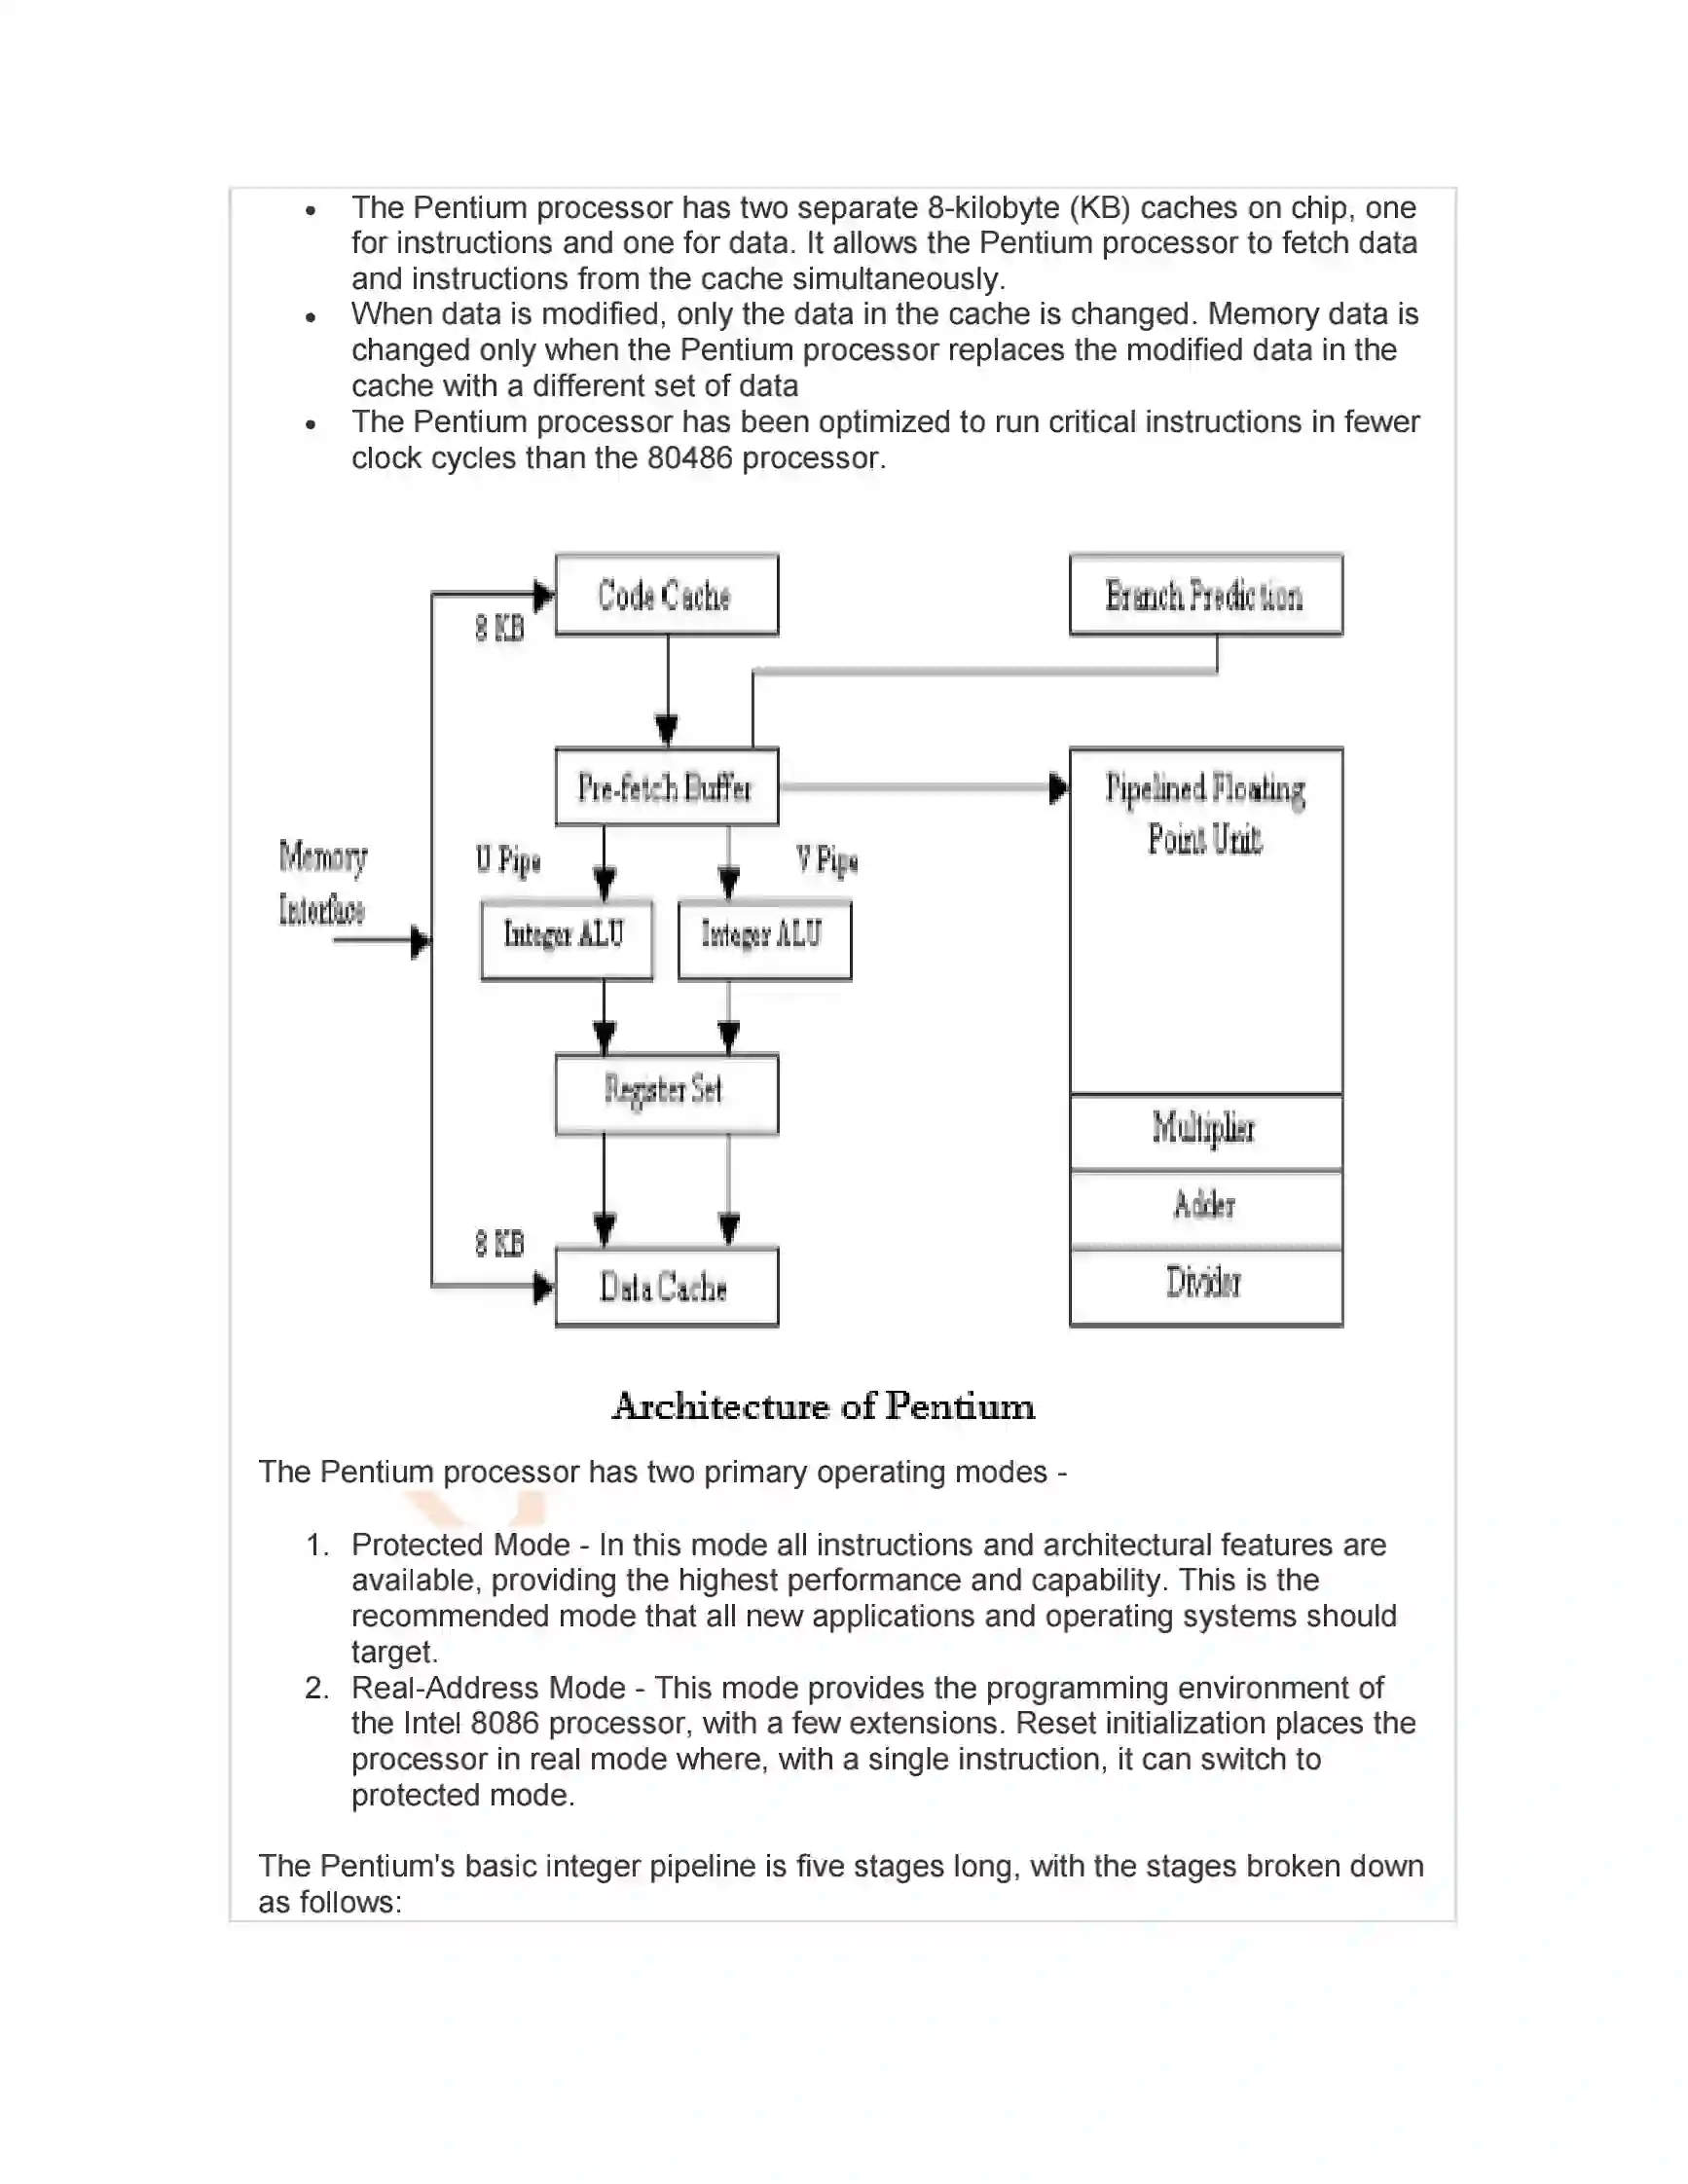 • The Pentium processor has two separate 8-kilobyte (KB) caches on chip, one
for instructions and one for data. It allows the Pentium processor to fetch data
and instructions from the cache simultaneously.
• When data is modified, only the data in the cache is changed. Memory data is
changed only when the Pentium processor replaces the modified data in the
cache with a different set of data
• The Pentium processor has been optimized to run critical instructions in fewer
clock cycles than the 80486 processor.
Code Cache
Branch Prediction
8 KB
Pre-fetch Buffer
Pipelined Floating
Point Unit
Memory
Interface
U Pipe
V Pipe
Integer ALU
Integer ALU
Register Set
Multiplier
Adder
8 KB
Data Cache
Divider
Architecture of Pentium
The Pentium processor has two primary operating modes -
1. Protected Mode - In this mode all instructions and architectural features are
available, providing the highest performance and capability. This is the
recommended mode that all new applications and operating systems should
target.
2. Real-Address Mode - This mode provides the programming environment of
the Intel 8086 processor, with a few extensions. Reset initialization places the
processor in real mode where, with a single instruction, it can switch to
protected mode.
The Pentium's basic integer pipeline is five stages long, with the stages broken down
as follows: